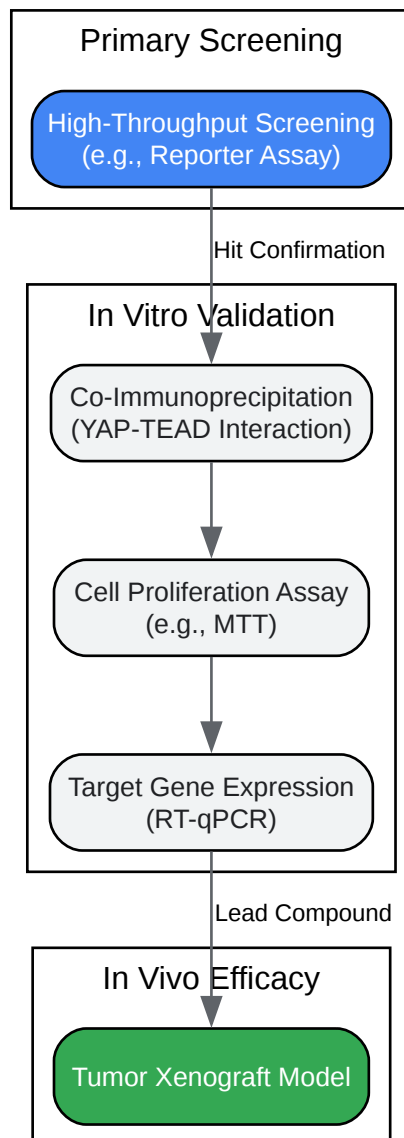 Primary Screening
High-Throughput Screening
(e.g., Reporter Assay)
Hit Confirmation
In Vitro Validation
Co-Immunoprecipitation
(YAP-TEAD Interaction)
Cell Proliferation Assay
(e.g., MTT)
Target Gene Expression
(RT-qPCR)
Lead Compound
In Vivo Efficacy
Tumor Xenograft Model